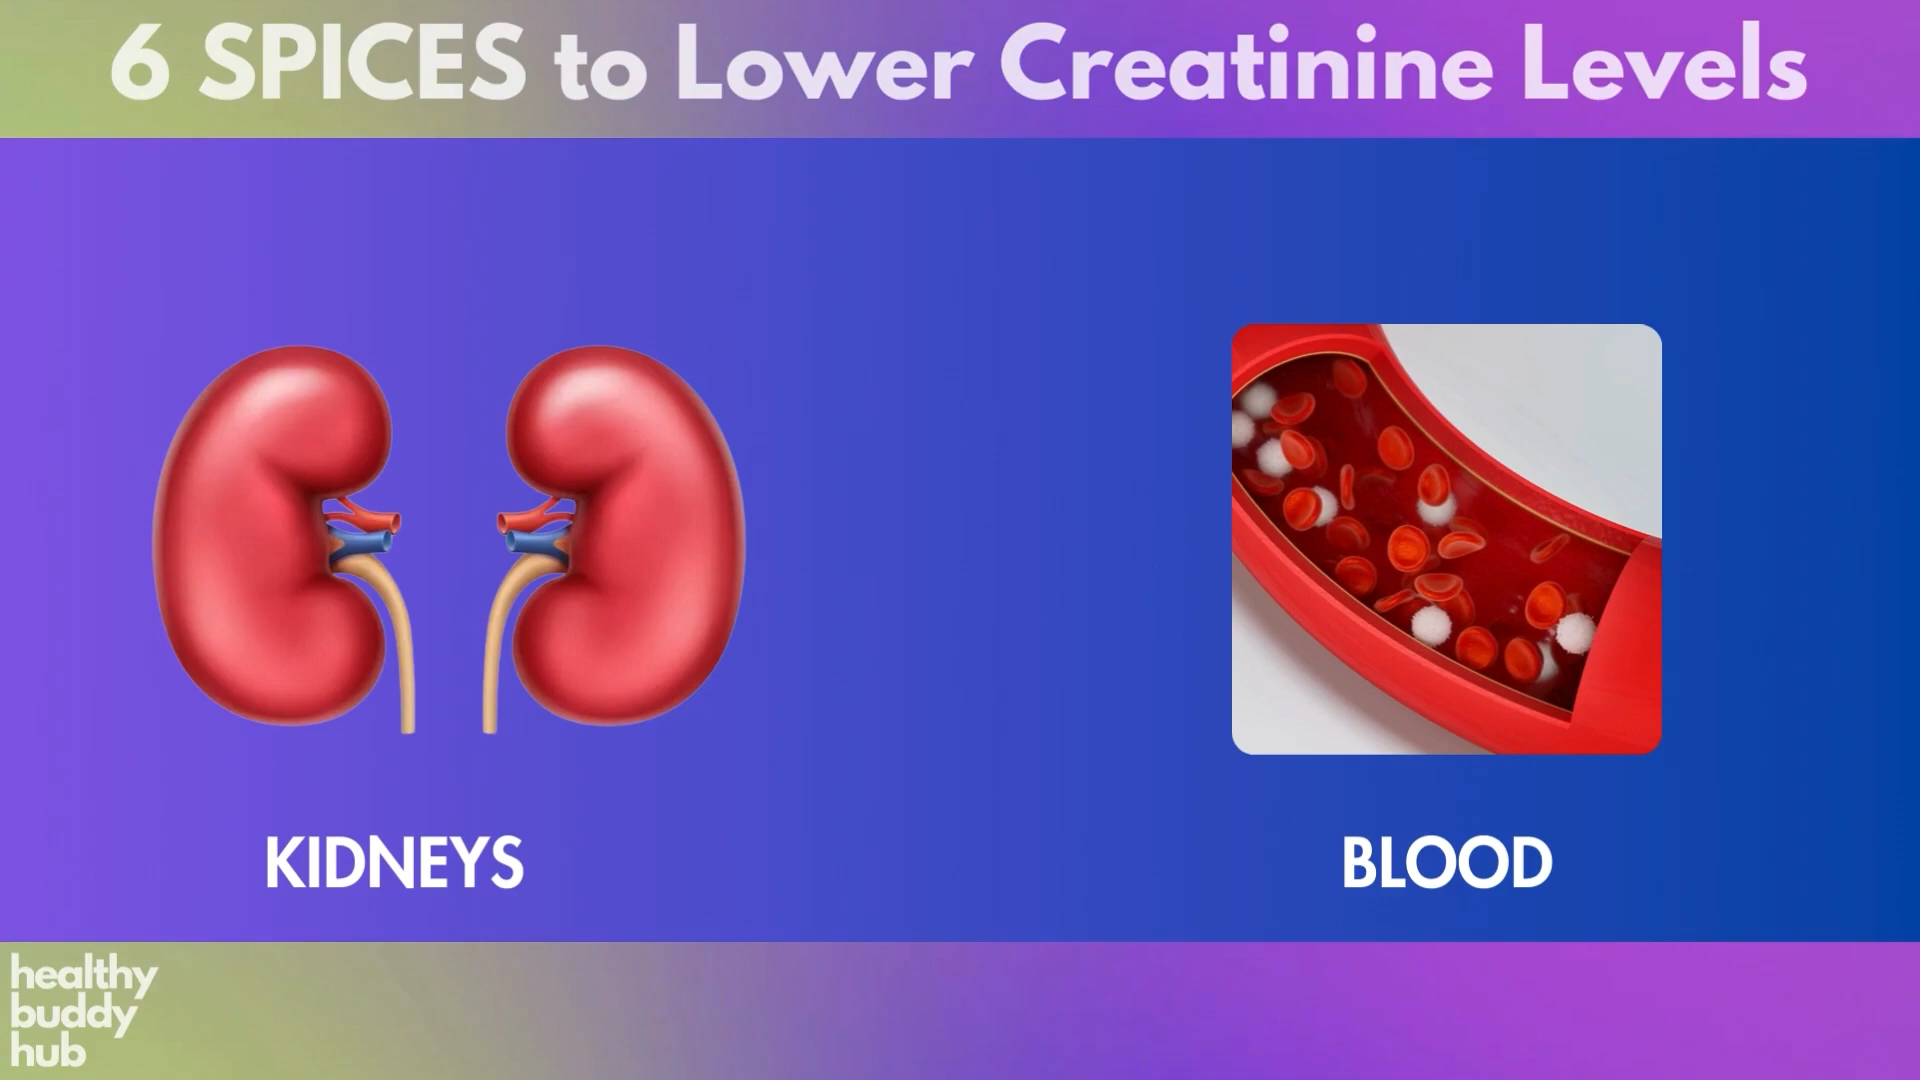 6 SPICES to Lower Creatinine Levels
KIDNEYS
BLOOD
healthy
buddy
hub